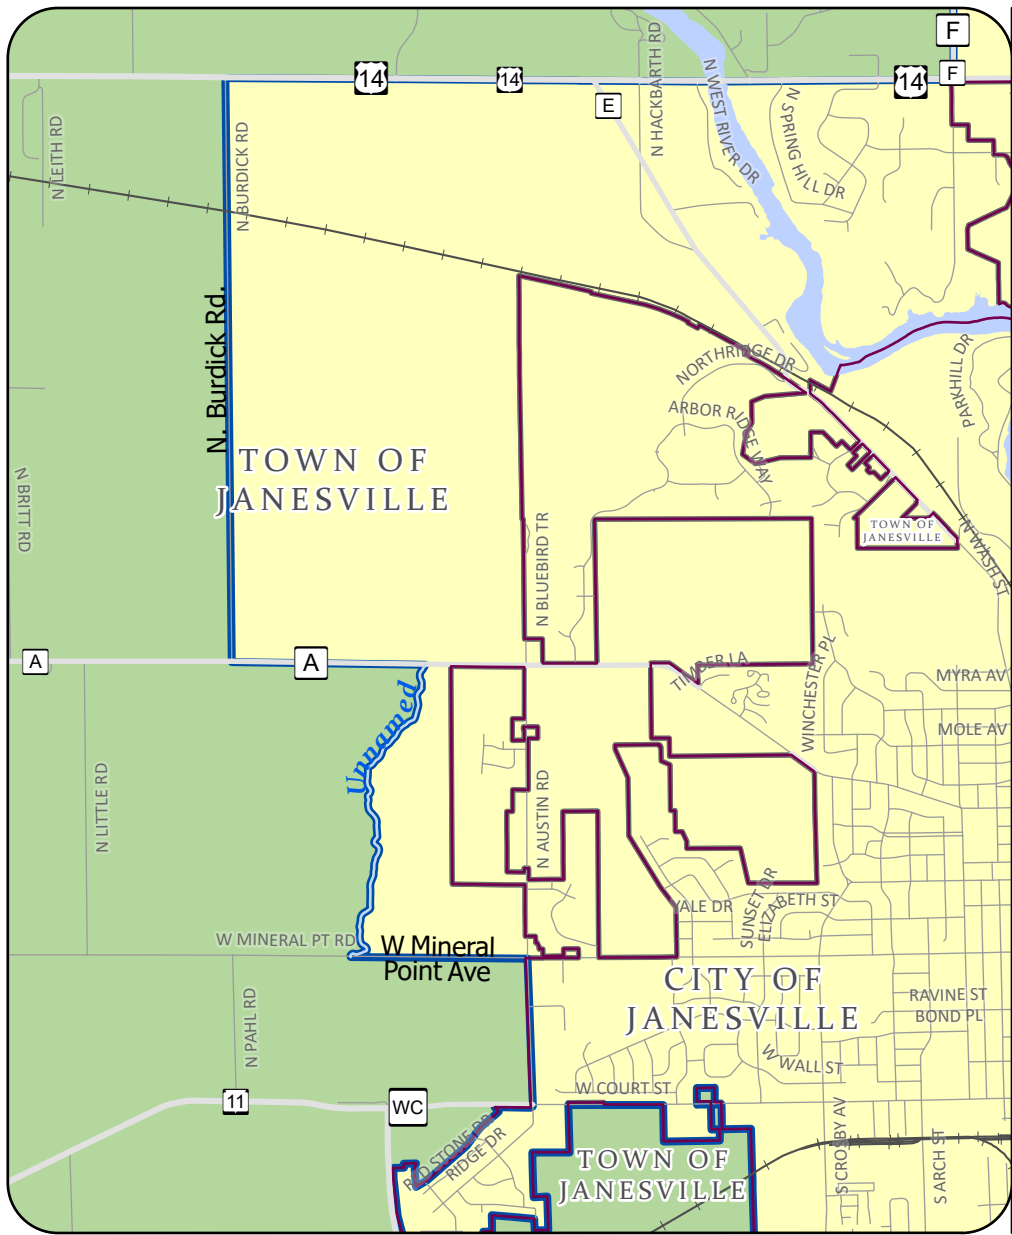 F
14
14
14
F
E
N HACKBARTH RD
N WEST RIVER DR
N SPRING HILL DR
N LEITH RD
N BURDICK RD
N. Burdick Rd.
NORTHRIDGE DR
PARKHILL DR
ARBOR RIDGE WAY
TOWN OF
JANESVILLE
N BRITT RD
TOWN OF
JANESVILLE
N WASH ST
N BLUEBIRD TR
A
A
TIMBER LA
WINCHESTER PL
MYRA AV
MOLE AV
Unnamed
N LITTLE RD
N AUSTIN RD
YALE DR
SUNSET DR
ELIZABETH ST
W MINERAL PT RD
W Mineral
Point Ave
CITY OF
JANESVILLE
RAVINE ST
BOND PL
N PAHL RD
W WALL ST
W COURT ST
11
WC
RED STONE DR
RIDGE DR
TOWN OF
JANESVILLE
S CROSBY AV
S ARCH ST